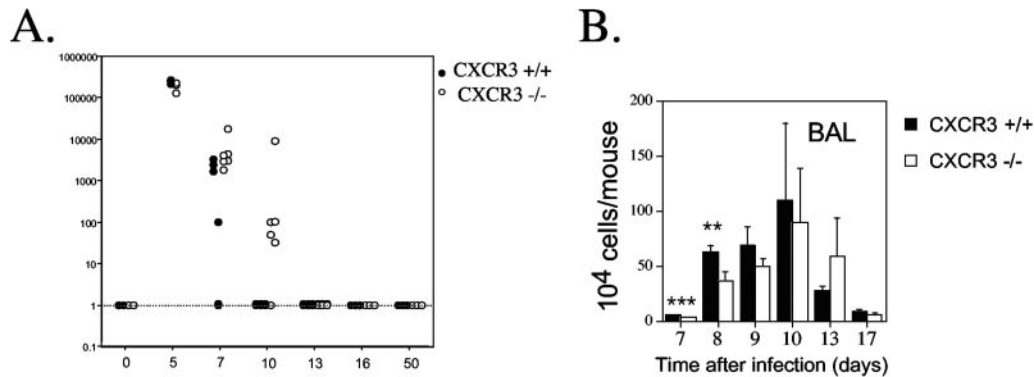 A.
1000000
100000
10000
1000
100
10
1
0.1
0 5 7 10 13 16 50
CXCR3 +/+
CXCR3 -/-
B.
200
150
100
50
0
10⁴ cells/mouse
BAL
***
**
7 8 9 10 13 17
Time after infection (days)
CXCR3 +/+
CXCR3 -/-